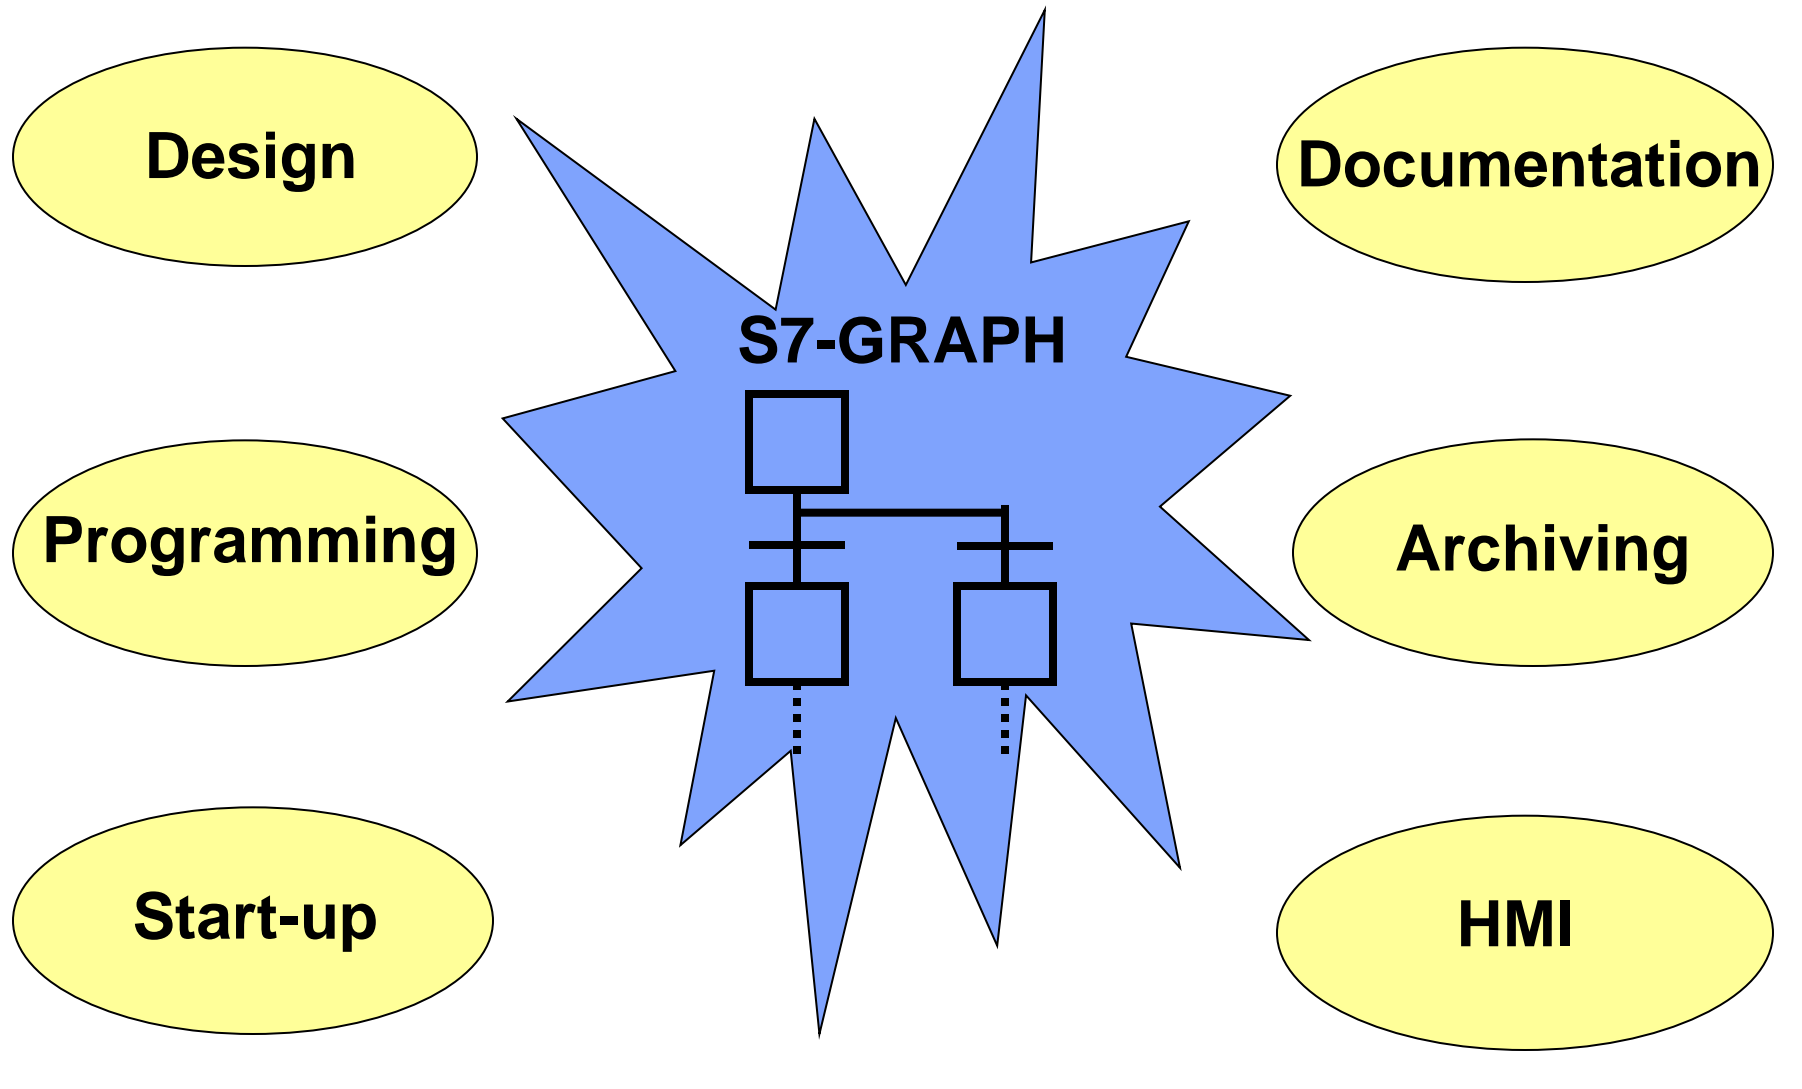 Design
Documentation
S7-GRAPH
Programming
Archiving
Start-up
HMI